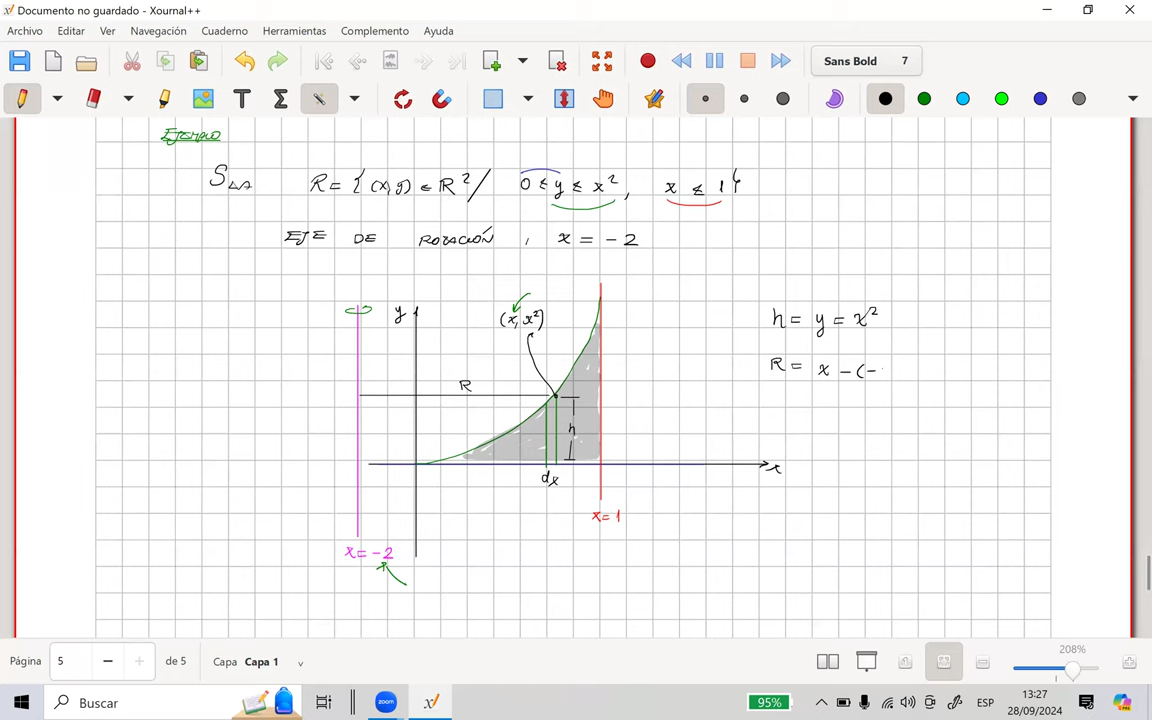 Documento no guardado - Xournal++
Archivo Editar Ver Navegación Cuaderno Herramientas Complemento Ayuda
Sans Bold 7
EJEMPLO
R = { (x,y) ∈ R² / 0 ≤ y ≤ x², x ≤ 1 }
EJE DE ROTACIÓN : x = -2
y
(x, x²)
h = y = x²
R = x - (-
R
h
x
dx
x = 1
x = -2
Página 5 de 5 Capa Capa 1
208%
Buscar
zoom
95%
ESP
13:27
28/09/2024